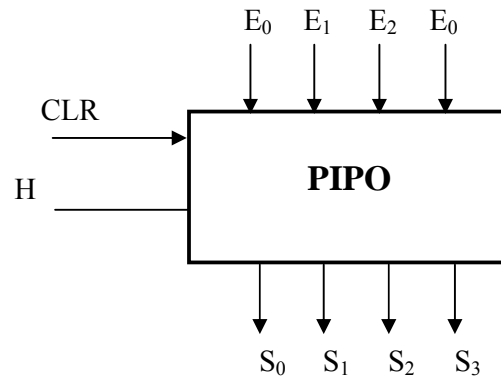 E₀ E₁ E₂ E₀
CLR
PIPO
H
S₀ S₁ S₂ S₃